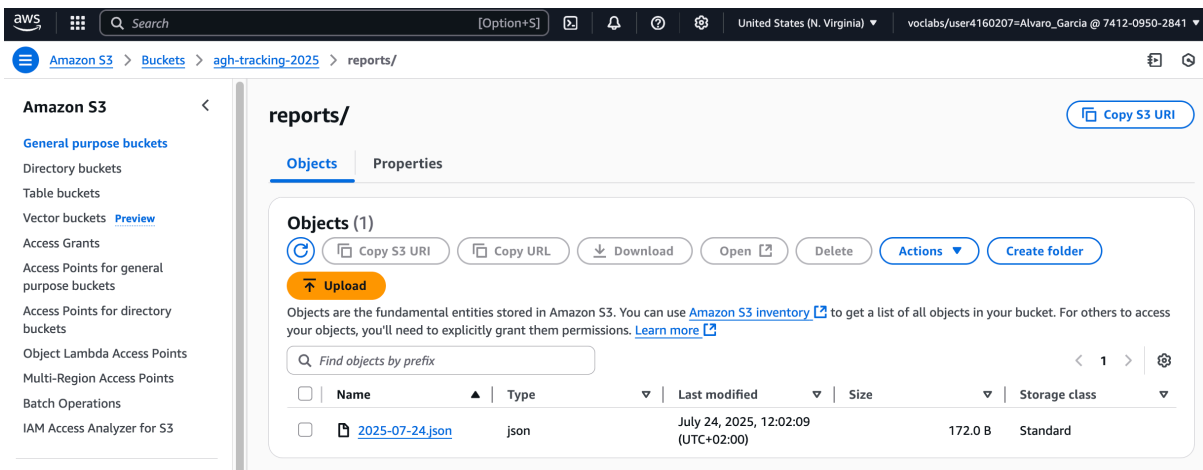 aws
Search [Option+S] United States (N. Virginia) voclabs/user4160207=Alvaro_Garcia @ 7412-0950-2841
Amazon S3 > Buckets > agh-tracking-2025 > reports/
Amazon S3
General purpose buckets
Directory buckets
Table buckets
Vector buckets Preview
Access Grants
Access Points for general
purpose buckets
Access Points for directory
buckets
Object Lambda Access Points
Multi-Region Access Points
Batch Operations
IAM Access Analyzer for S3
reports/
Copy S3 URI
Objects Properties
Objects (1)
Copy S3 URI Copy URL Download Open Delete Actions Create folder
Upload
Objects are the fundamental entities stored in Amazon S3. You can use Amazon S3 inventory to get a list of all objects in your bucket. For others to access
your objects, you'll need to explicitly grant them permissions. Learn more
Find objects by prefix
1
Name Type Last modified Size Storage class
2025-07-24.json json July 24, 2025, 12:02:09 172.0 B Standard
(UTC+02:00)